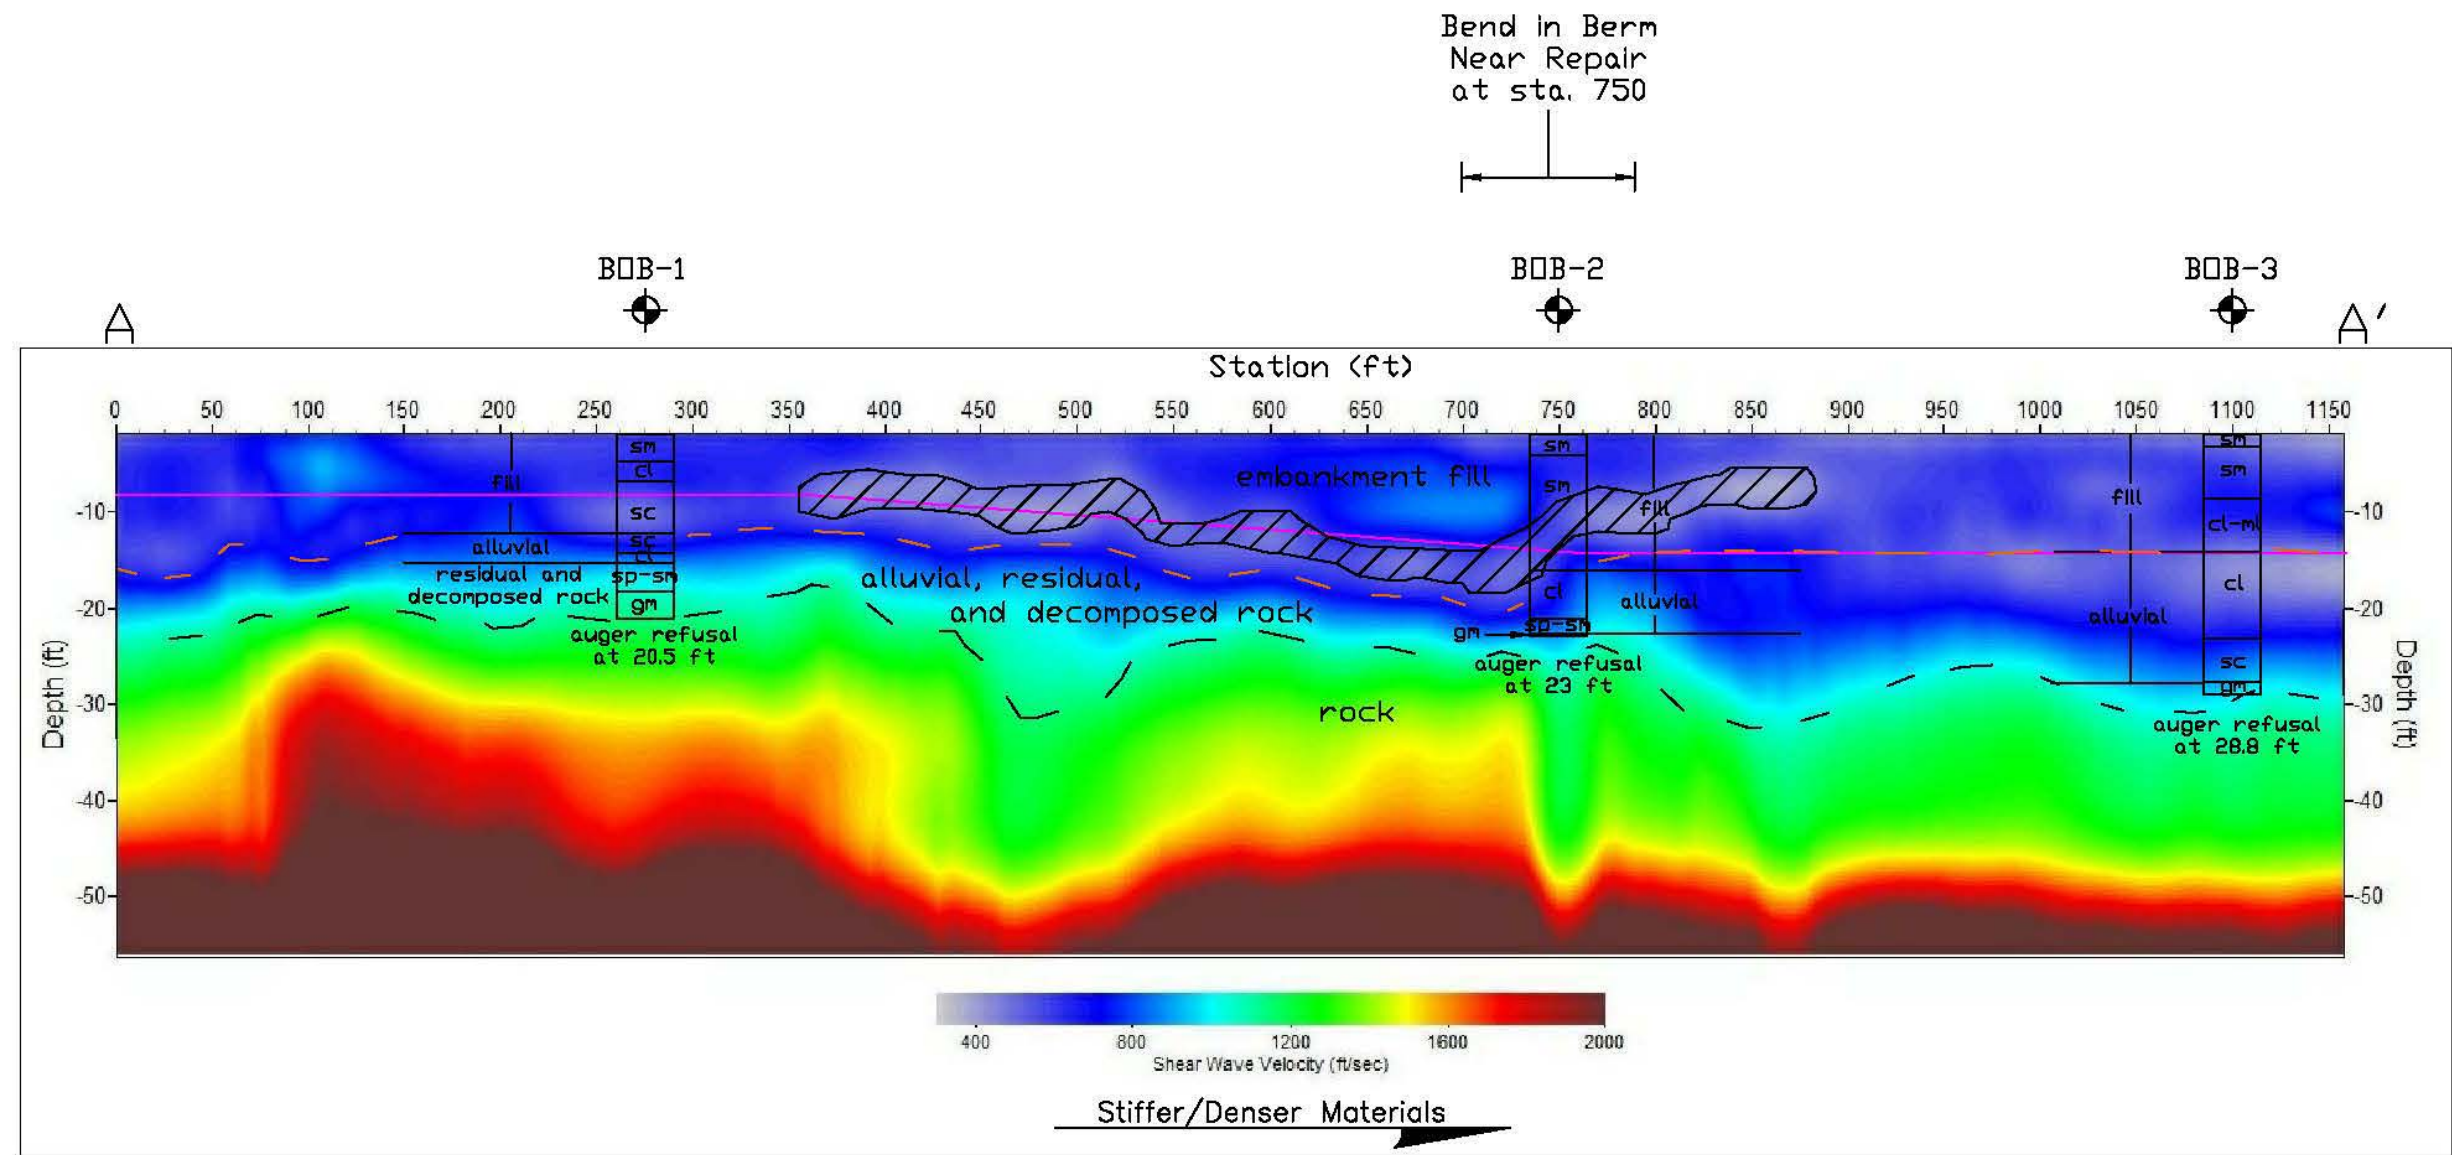 Bend in Berm
Near Repair
at sta. 750
BOB-1
BOB-2
BOB-3
A
A'
Station (ft)
0 50 100 150 200 250 300 350 400 450 500 550 600 650 700 750 800 850 900 950 1000 1050 1100 1150
sm
cl
sc
sc
cl
sp-sm
gm
fill
alluvial
residual and
decomposed rock
auger refusal
at 20.5 ft
embankment fill
alluvial, residual,
and decomposed rock
rock
sm
sm
cl
sp-sm
gm
fill
alluvial
auger refusal
at 23 ft
sm
sm
cl-ml
cl
sc
gm
fill
alluvial
auger refusal
at 28.8 ft
Depth (ft)
-10
-20
-30
-40
-50
-10
-20
-30
-40
-50
Depth (ft)
400 800 1200 1600 2000
Shear Wave Velocity (ft/sec)
Stiffer/Denser Materials